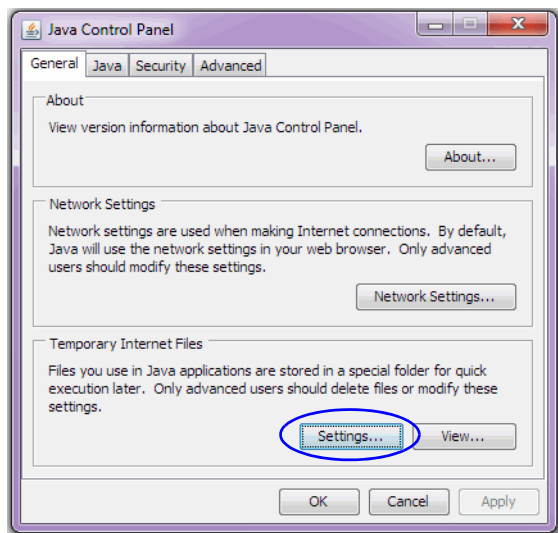 Java Control Panel
General Java Security Advanced
About
View version information about Java Control Panel.
About...
Network Settings
Network settings are used when making Internet connections. By default,
Java will use the network settings in your web browser. Only advanced
users should modify these settings.
Network Settings...
Temporary Internet Files
Files you use in Java applications are stored in a special folder for quick
execution later. Only advanced users should delete files or modify these
settings.
Settings... View...
OK Cancel Apply